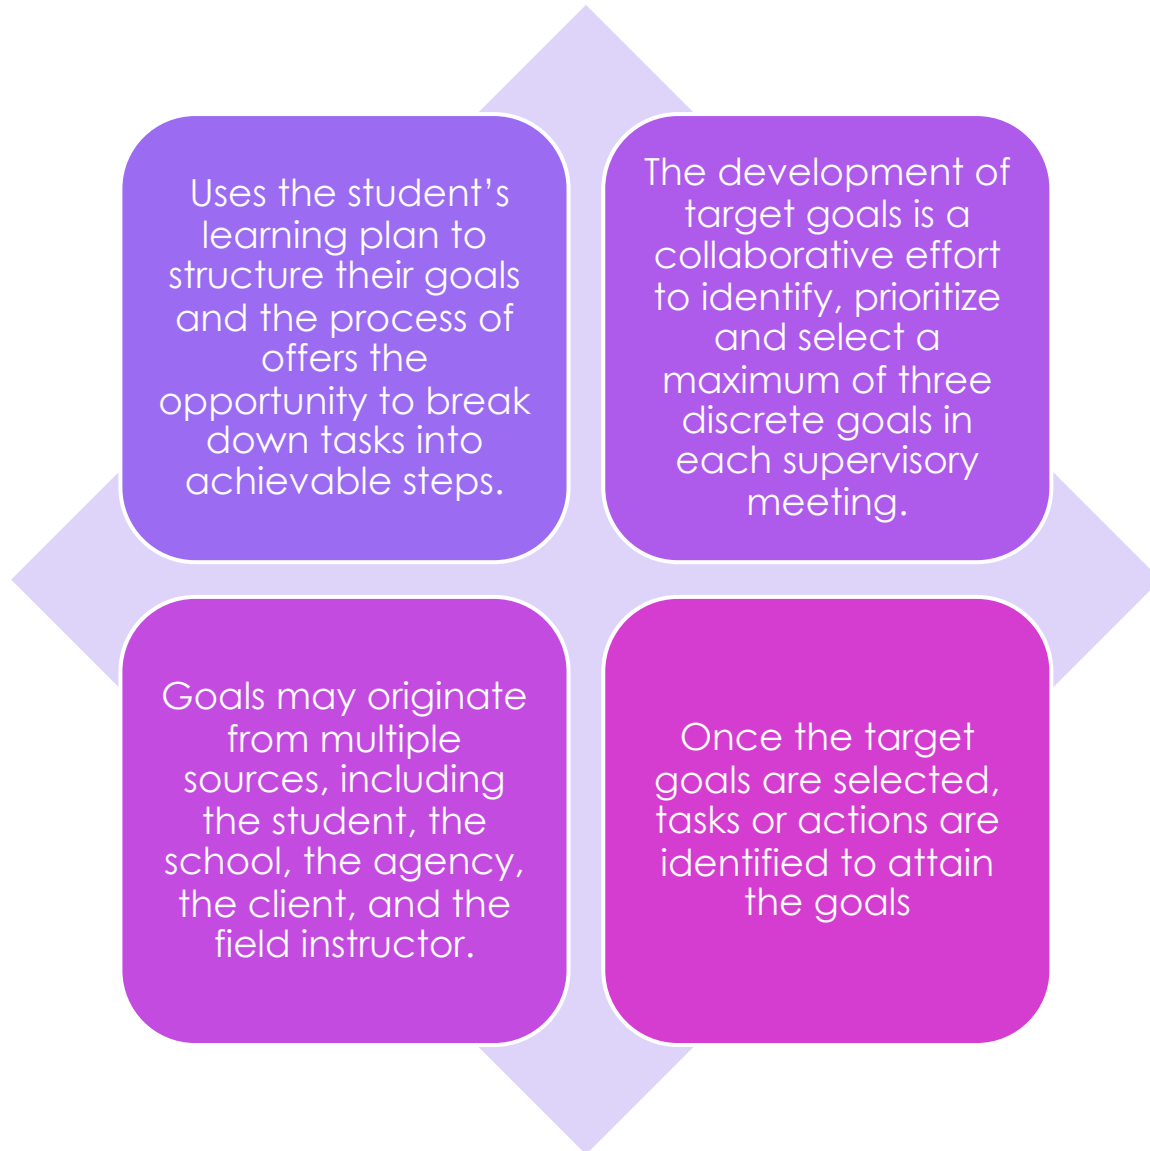 Uses the student’s
learning plan to
structure their goals
and the process of
offers the
opportunity to break
down tasks into
achievable steps.
The development of
target goals is a
collaborative effort
to identify, prioritize
and select a
maximum of three
discrete goals in
each supervisory
meeting.
Goals may originate
from multiple
sources, including
the student, the
school, the agency,
the client, and the
field instructor.
Once the target
goals are selected,
tasks or actions are
identified to attain
the goals